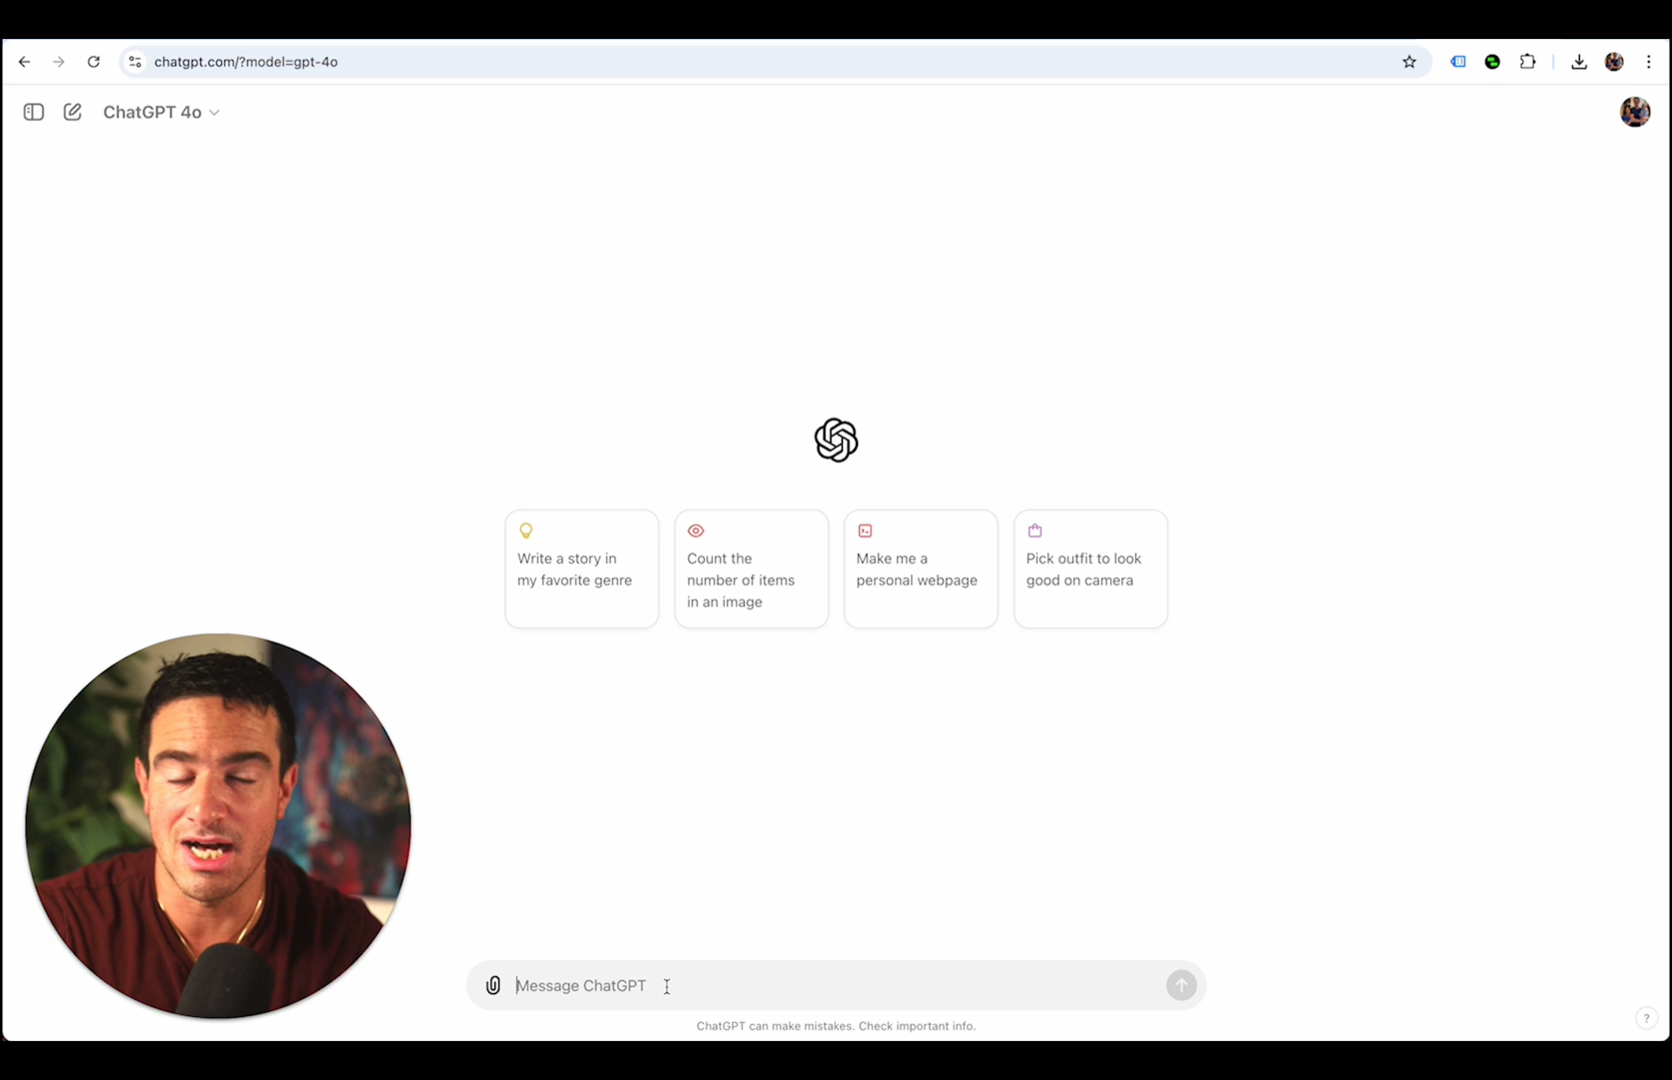 chatgpt.com/?model=gpt-4o
ChatGPT 4o
Write a story in
my favorite genre
Count the
number of items
in an image
Make me a
personal webpage
Pick outfit to look
good on camera
Message ChatGPT
ChatGPT can make mistakes. Check important info.
?